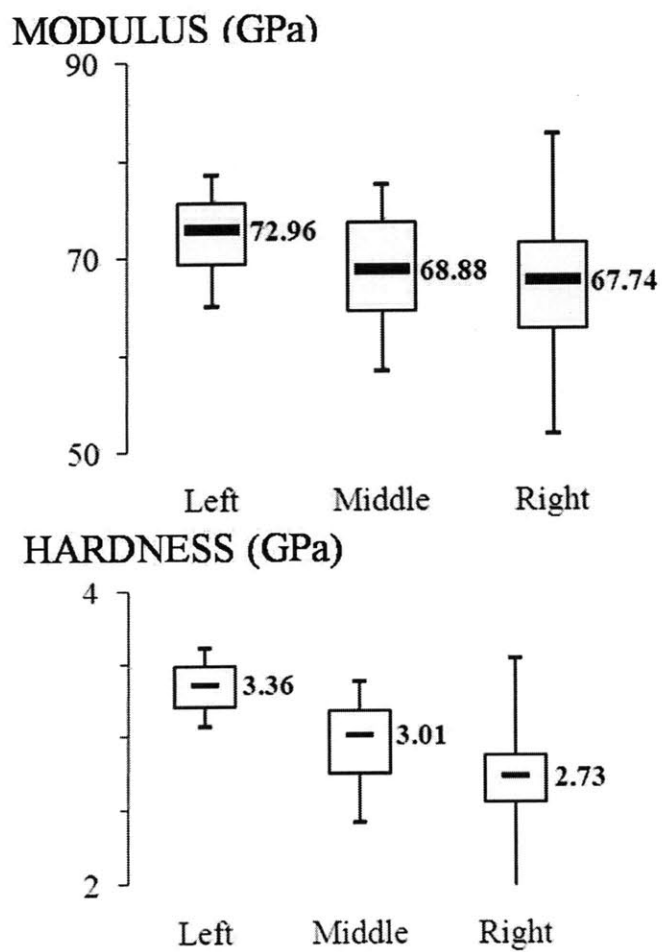 MODULUS (GPa)
90
72.96
70
68.88
67.74
50
Left Middle Right
HARDNESS (GPa)
4
3.36
3.01
2.73
2
Left Middle Right